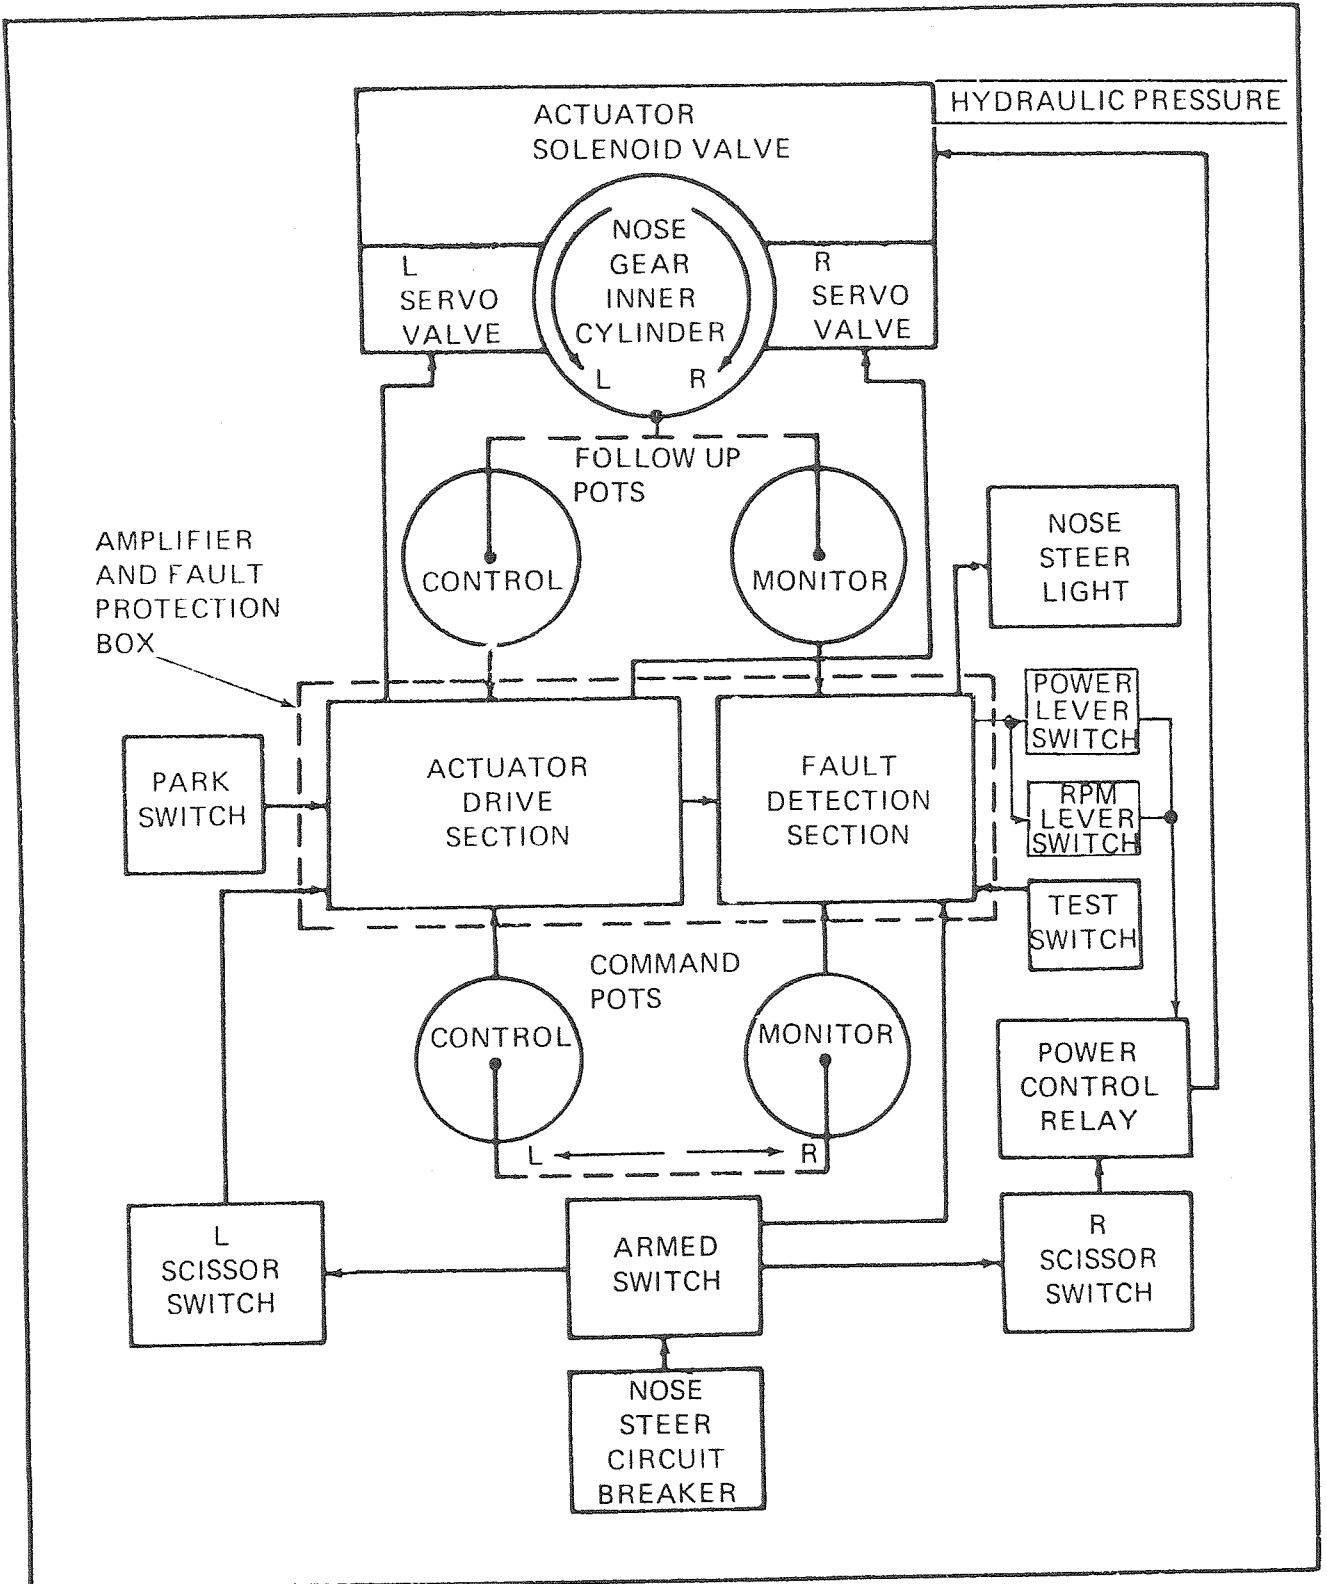 HYDRAULIC PRESSURE
ACTUATOR
SOLENOID VALVE
NOSE
GEAR
INNER
CYLINDER
L
R
L
SERVO
VALVE
R
SERVO
VALVE
FOLLOW UP
POTS
CONTROL
MONITOR
NOSE
STEER
LIGHT
AMPLIFIER
AND FAULT
PROTECTION
BOX
POWER
LEVER
SWITCH
PARK
SWITCH
ACTUATOR
DRIVE
SECTION
FAULT
DETECTION
SECTION
RPM
LEVER
SWITCH
TEST
SWITCH
COMMAND
POTS
CONTROL
MONITOR
L
R
POWER
CONTROL
RELAY
L
SCISSOR
SWITCH
ARMED
SWITCH
R
SCISSOR
SWITCH
NOSE
STEER
CIRCUIT
BREAKER